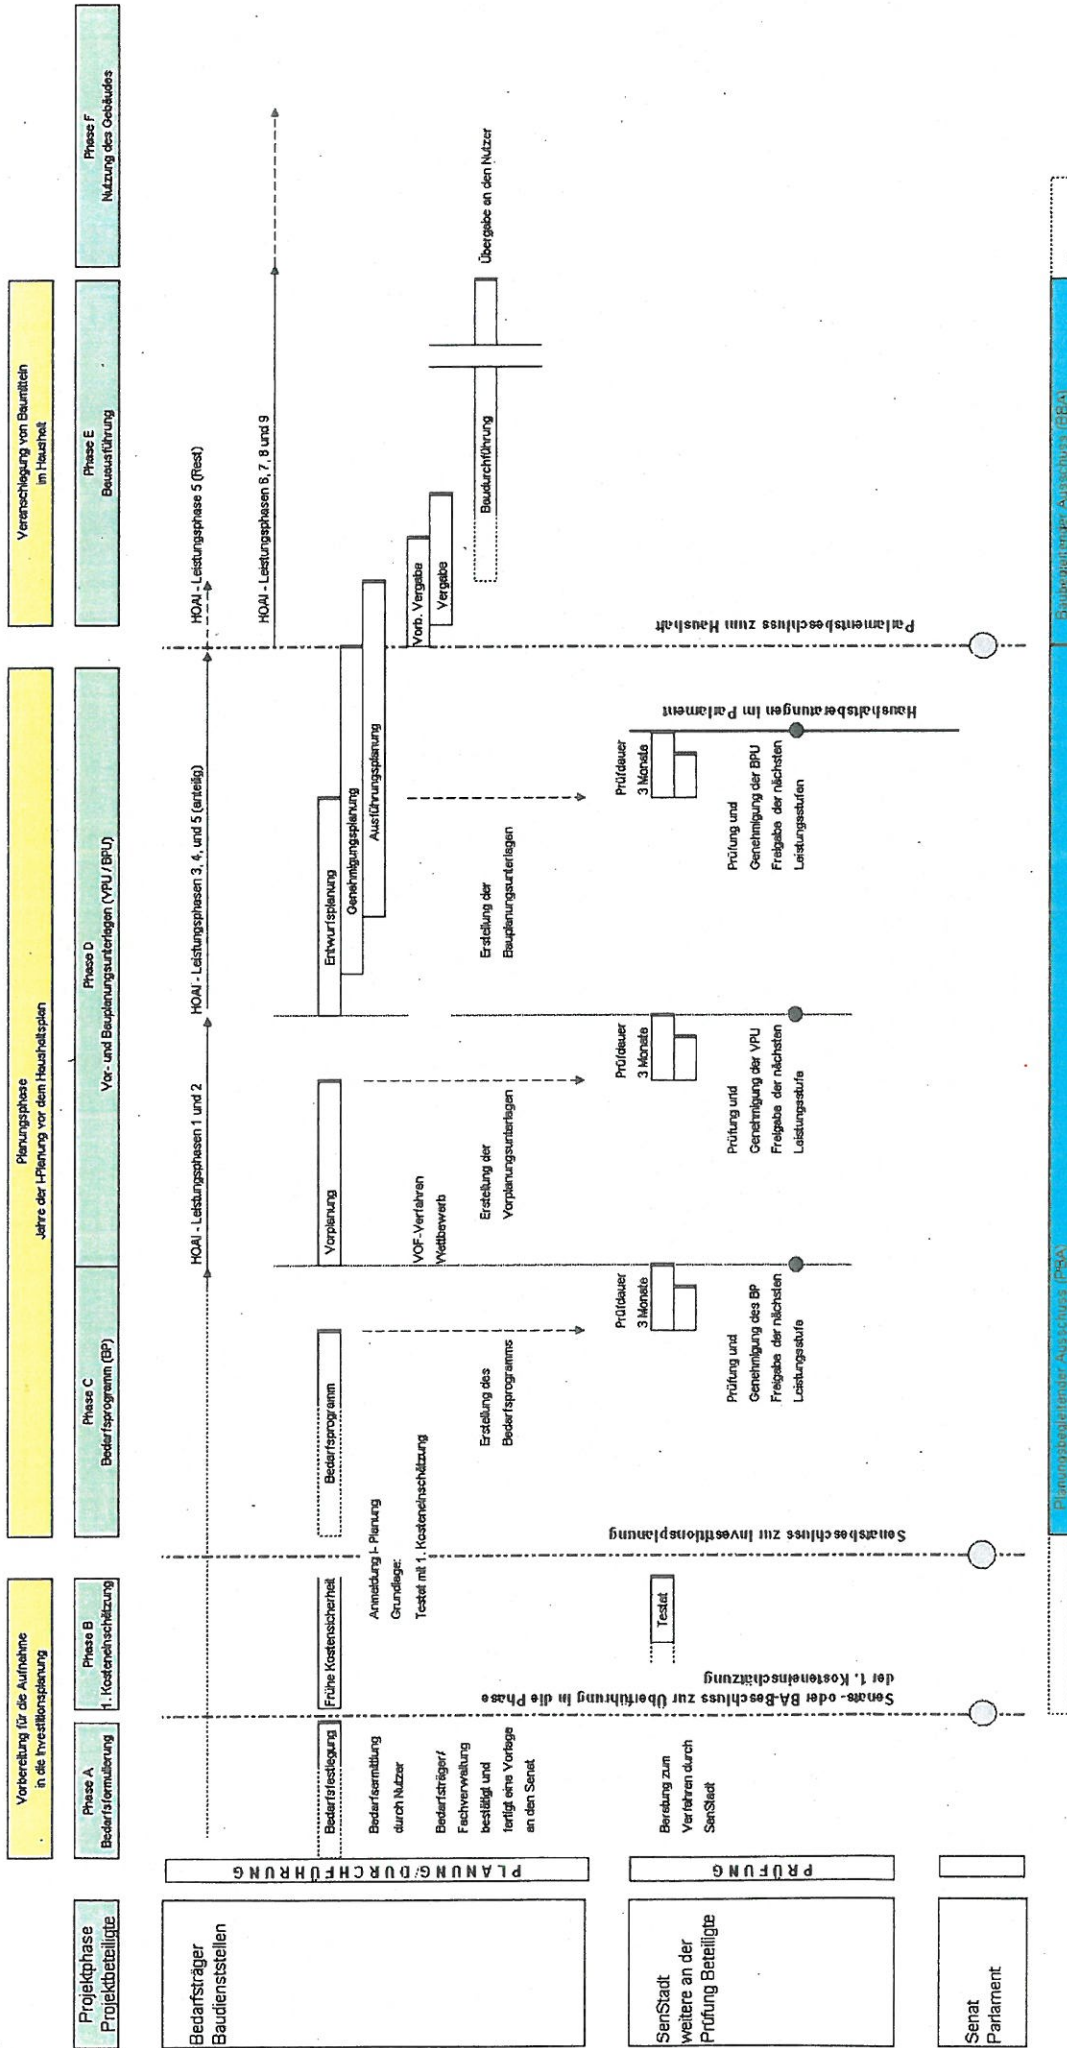 Vorbereitung für die Aufnahme
in die Investitionsplanung
Planungsphase
Jahre der I-Planung vor dem Haushaltsplan
Veranschlagung von Baumitteln
im Haushalt
Projektphase
Projektbeteiligte
Phase A
Bedarfsformulierung
Phase B
1. Kosteneinschätzung
Phase C
Bedarfsprogramm (BP)
Phase D
Vor- und Bauplanungsunterlagen (VPU / BPU)
Phase E
Bauausführung
Phase F
Nutzung des Gebäudes
Bedarfsträger
Baudienststellen
PLANUNG/DURCHFÜHRUNG
HOAI - Leistungsphasen 1 und 2
HOAI - Leistungsphasen 3, 4, und 5 (anteilig)
HOAI - Leistungsphase 5 (Rest)
HOAI - Leistungsphasen 6, 7, 8 und 9
Bedarfsfestlegung
Frühe Kostensicherheit
Bedarfsprogramm
Vorplanung
Entwurfsplanung
Genehmigungsplanung
Ausführungsplanung
Vorb. Vergabe
Vergabe
Baudurchführung
Übergabe an den Nutzer
Bedarfsermittlung
durch Nutzer
Bedarfsträger/
Fachverwaltung
bestätigt und
fertigt eine Vorlage
an den Senat
Anmeldung I- Planung
Grundlage:
Testat mit 1. Kosteneinschätzung
Erstellung des
Bedarfsprogramms
VOF-Verfahren
Wettbewerb
Erstellung der
Vorplanungsunterlagen
Erstellung der
Bauplanungsunterlagen
SenStadt
weitere an der
Prüfung Beteiligte
PRÜFUNG
Beratung zum
Verfahren durch
SenStadt
Testat
Prüfdauer
3 Monate
Prüfung und
Genehmigung des BP
Freigabe der nächsten
Leistungsstufe
Prüfdauer
3 Monate
Prüfung und
Genehmigung der VPU
Freigabe der nächsten
Leistungsstufe
Prüfdauer
3 Monate
Prüfung und
Genehmigung der BPU
Freigabe der nächsten
Leistungsstufen
Senats- oder BA-Beschluss zur Überführung in die Phase
der 1. Kosteneinschätzung
Senatsbeschluss zur Investitionsplanung
Haushaltsberatungen im Parlament
Parlamentsbeschluss zum Haushalt
Senat
Parlament
Planungsbegleitender Ausschuss (PBA)
Baubegleitender Ausschuss (BBA)